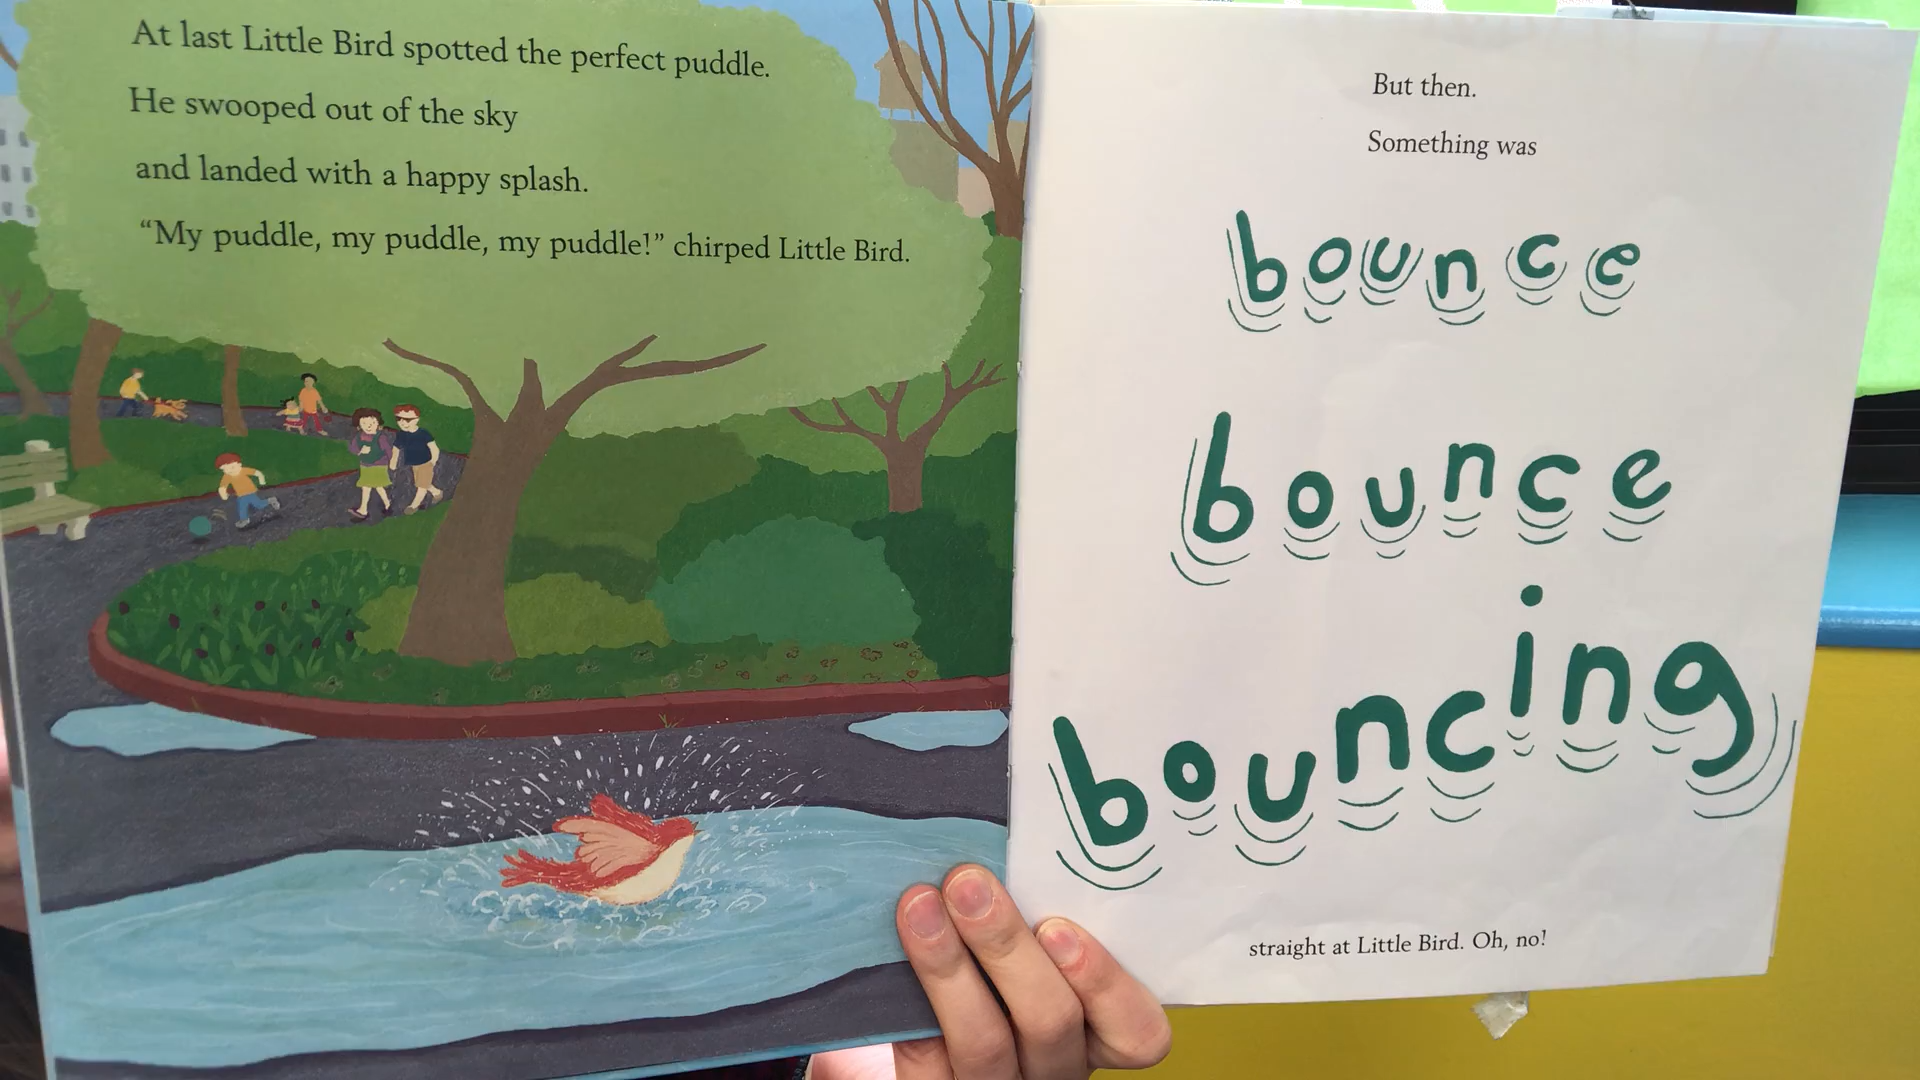 At last Little Bird spotted the perfect puddle.
He swooped out of the sky
and landed with a happy splash.
“My puddle, my puddle, my puddle!” chirped Little Bird.
But then.
Something was
bounce
bounce
bouncing
straight at Little Bird. Oh, no!